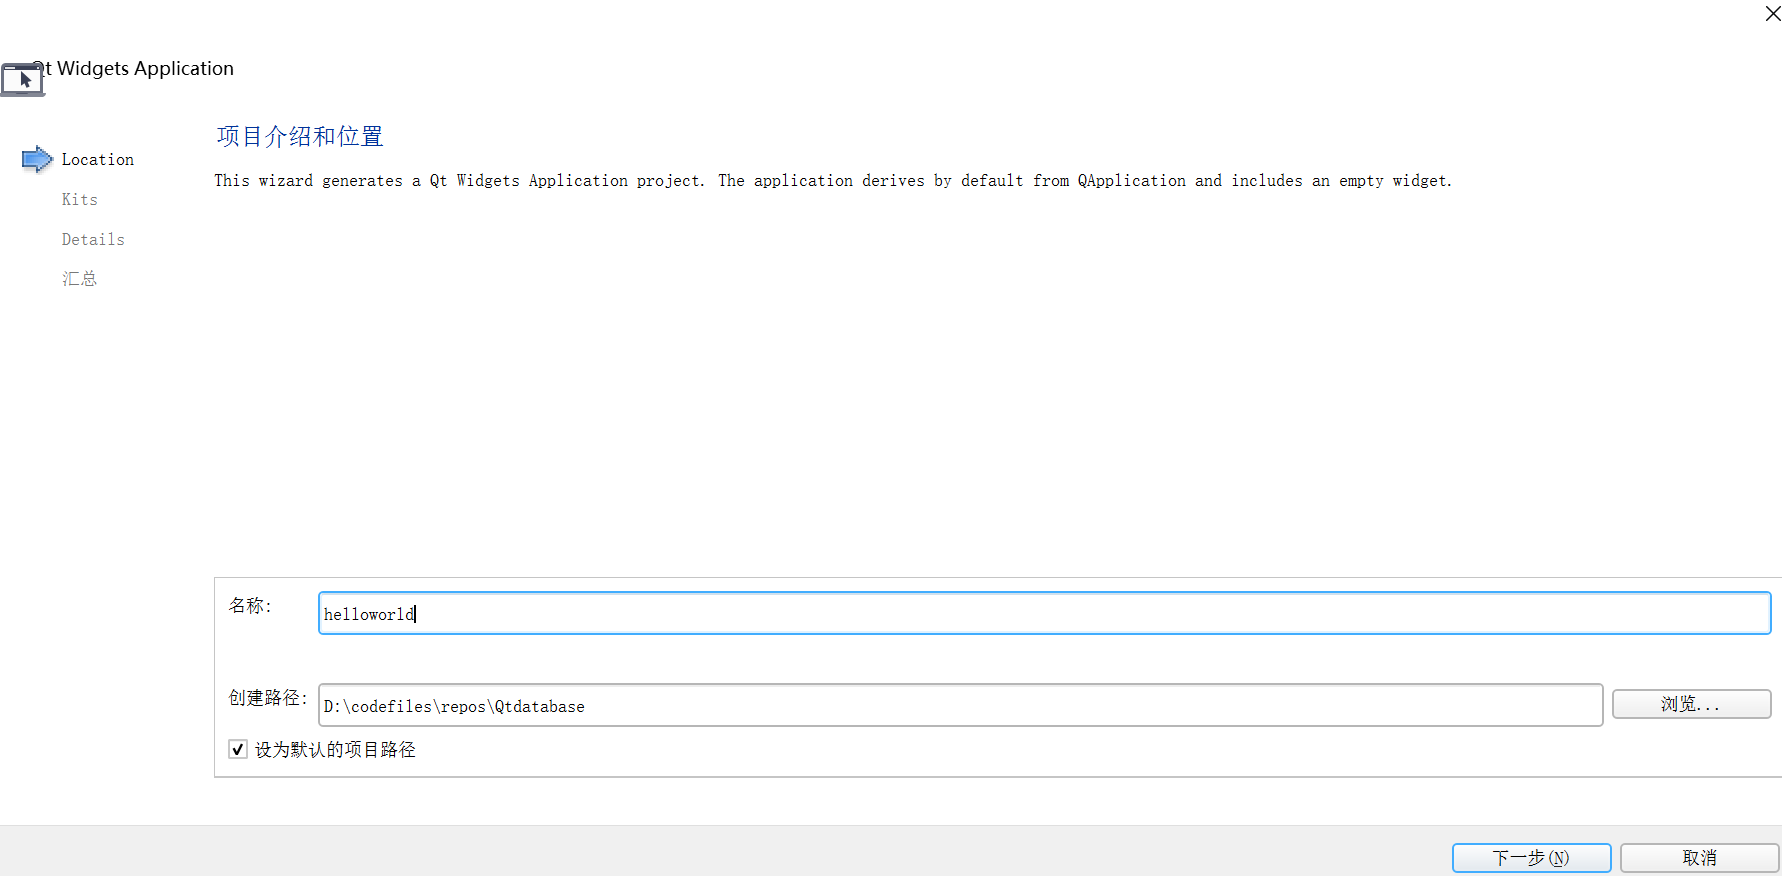 Qt Widgets Application
项目介绍和位置
Location
This wizard generates a Qt Widgets Application project. The application derives by default from QApplication and includes an empty widget.
Kits
Details
汇总
名称:
helloworld
创建路径:
D:\codefiles\repos\Qtdatabase
浏览...
设为默认的项目路径
下一步(N)
取消